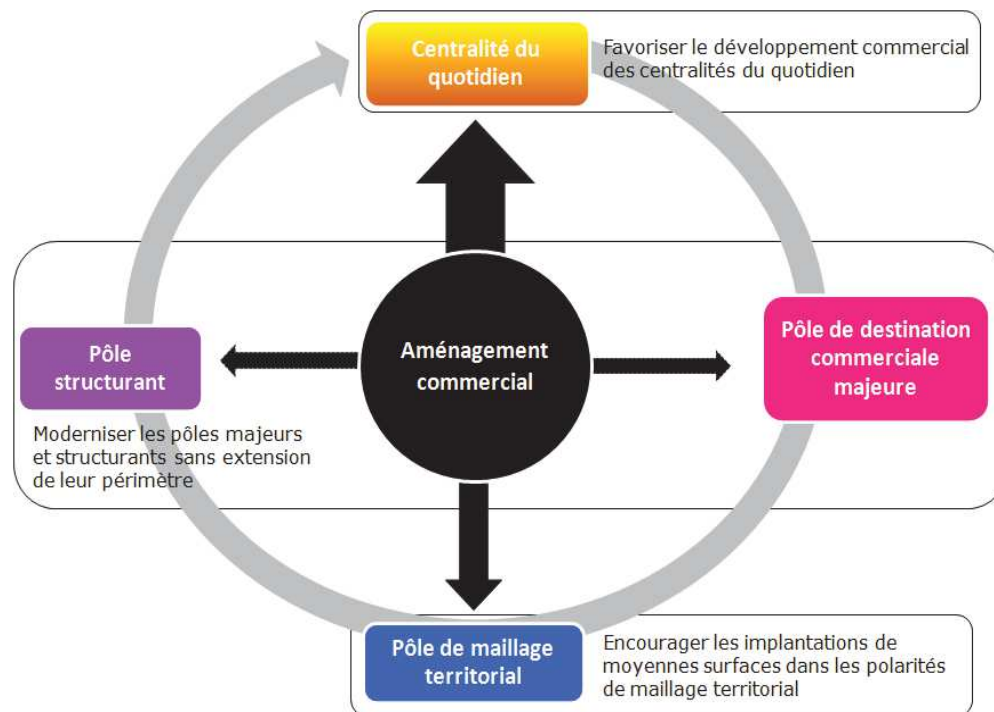 Centralité du
quotidien
Favoriser le développement commercial
des centralités du quotidien
Pôle
structurant
Aménagement
commercial
Pôle de destination
commerciale
majeure
Moderniser les pôles majeurs
et structurants sans extension
de leur périmètre
Pôle de maillage
territorial
Encourager les implantations de
moyennes surfaces dans les polarités
de maillage territorial